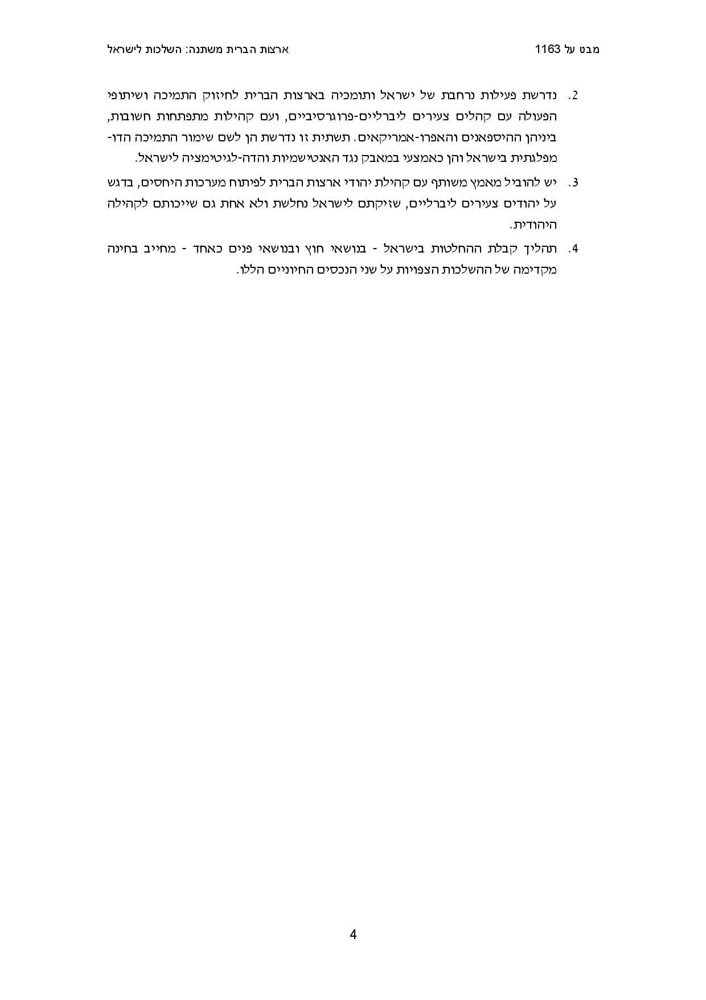 מבט על 1163 ארצות הברית משתנה: השלכות לישראל
2. נדרשת פעילות נרחבת של ישראל ותומכיה בארצות הברית לחיזוק התמיכה ושיתופי
הפעולה עם קהלים צעירים ליברליים-פרוגרסיביים, ועם קהילות מתפתחות חשובות,
ביניהן ההיספאנים והאפרו-אמריקאים. תשתית זו נדרשת הן לשם שימור התמיכה הדו-
מפלגתית בישראל והן כאמצעי במאבק נגד האנטישמיות והדה-לגיטימציה לישראל.
3. יש להוביל מאמץ משותף עם קהילת יהודי ארצות הברית לפיתוח מערכות היחסים, בדגש
על יהודים צעירים ליברליים, שזיקתם לישראל נחלשת ולא אחת גם שייכותם לקהילה
היהודית.
4. תהליך קבלת ההחלטות בישראל - בנושאי חוץ ובנושאי פנים כאחד - מחייב בחינה
מקדימה של ההשלכות הצפויות על שני הנכסים החיוניים הללו.
4